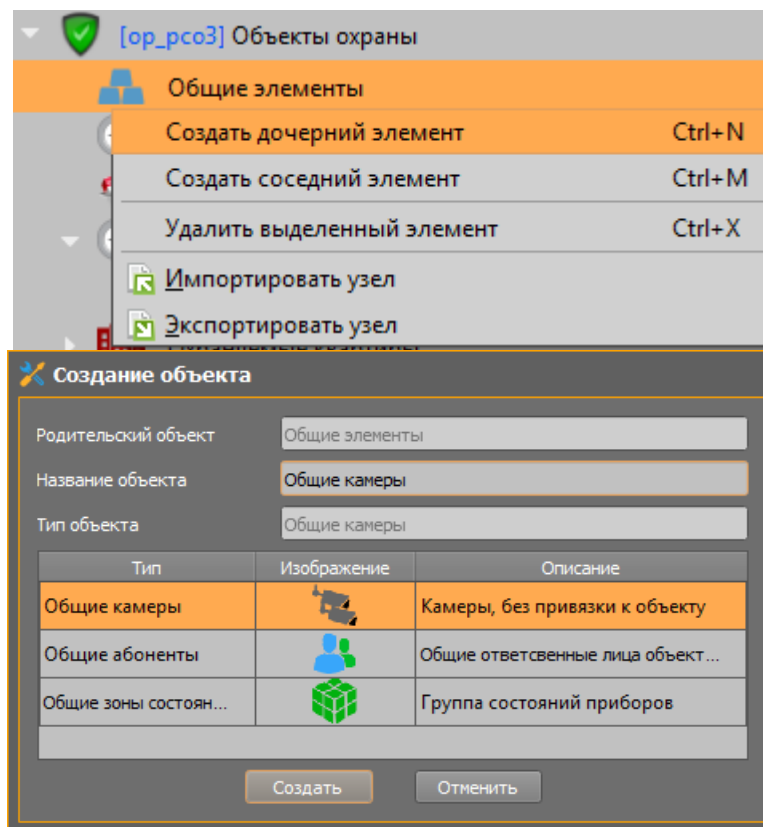 [op_pco3] Объекты охраны
Общие элементы
Создать дочерний элемент Ctrl+N
Создать соседний элемент Ctrl+M
Удалить выделенный элемент Ctrl+X
Импортировать узел
Экспортировать узел
Создание объекта
Родительский объект Общие элементы
Название объекта Общие камеры
Тип объекта Общие камеры
Тип Изображение Описание
Общие камеры Камеры, без привязки к объекту
Общие абоненты Общие ответсвенные лица объект...
Общие зоны состоян... Группа состояний приборов
Создать Отменить